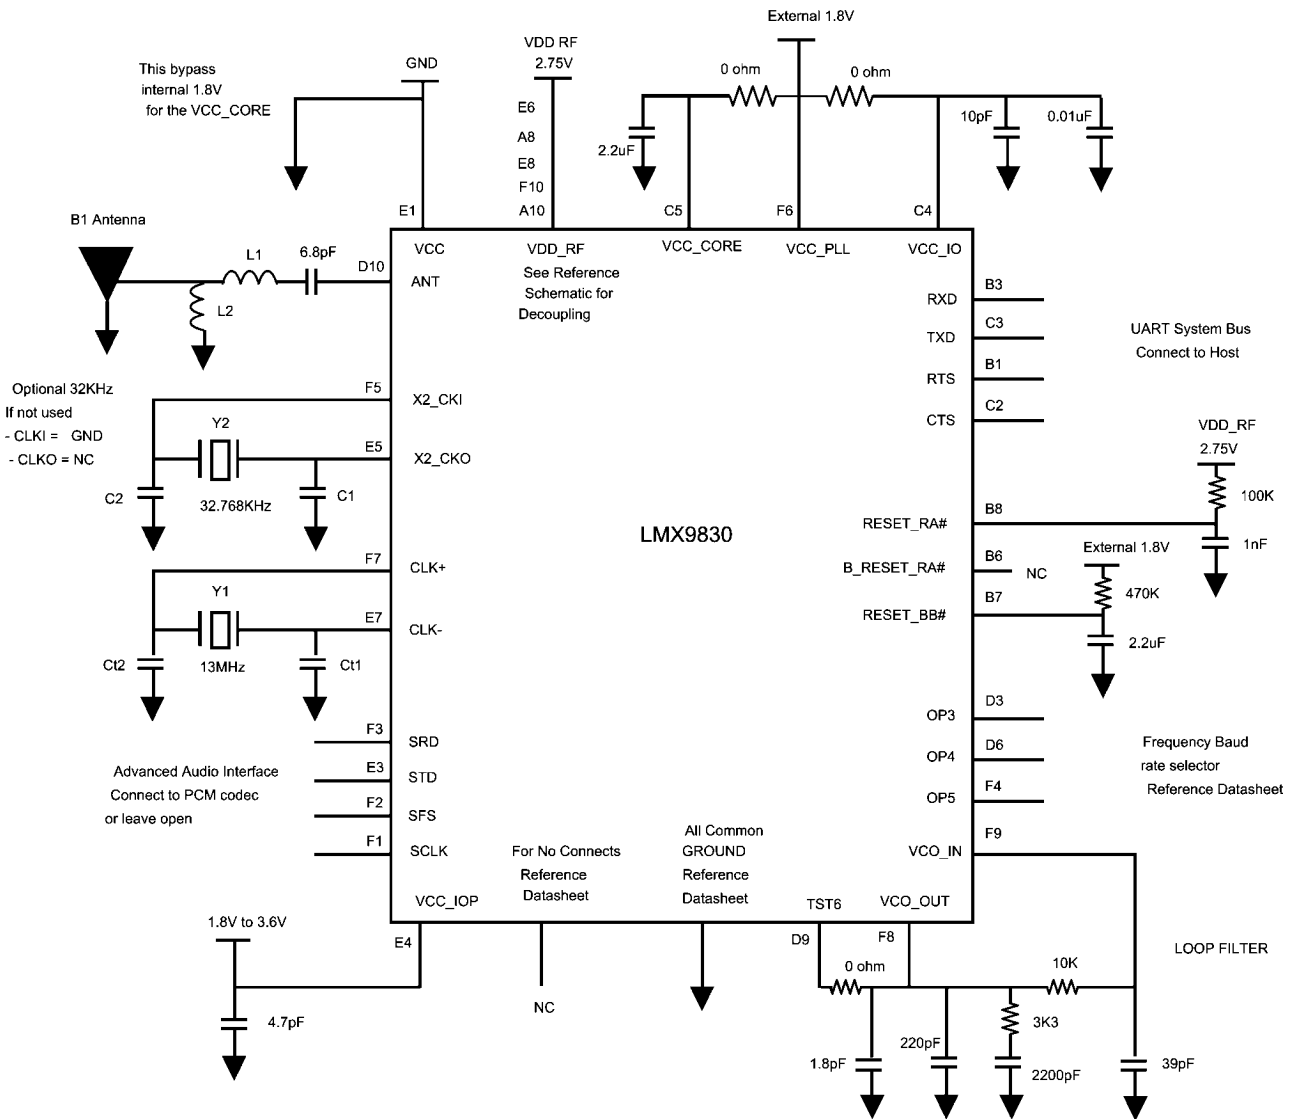 External 1.8V
VDD RF
2.75V
GND
This bypass
internal 1.8V
for the VCC_CORE
0 ohm
0 ohm
E6
A8
E8
F10
A10
2.2uF
10pF
0.01uF
E1
C5
F6
C4
B1 Antenna
L1
6.8pF
D10
L2
VCC
VDD_RF
VCC_CORE
VCC_PLL
VCC_IO
ANT
See Reference
Schematic for
Decoupling
RXD
B3
TXD
C3
RTS
B1
CTS
C2
UART System Bus
Connect to Host
Optional 32KHz
If not used
- CLKI = GND
- CLKO = NC
F5
X2_CKI
Y2
E5
X2_CKO
C2
32.768KHz
C1
VDD_RF
2.75V
100K
LMX9830
RESET_RA#
B8
1nF
External 1.8V
F7
CLK+
B_RESET_RA#
B6
NC
Y1
E7
CLK-
RESET_BB#
B7
470K
2.2uF
Ct2
13MHz
Ct1
F3
SRD
E3
STD
F2
SFS
F1
SCLK
Advanced Audio Interface
Connect to PCM codec
or leave open
OP3
D3
OP4
D6
OP5
F4
Frequency Baud
rate selector
Reference Datasheet
VCO_IN
F9
For No Connects
Reference
Datasheet
All Common
GROUND
Reference
Datasheet
VCC_IOP
TST6
VCO_OUT
1.8V to 3.6V
E4
D9
F8
LOOP FILTER
0 ohm
10K
4.7pF
NC
3K3
1.8pF
220pF
2200pF
39pF